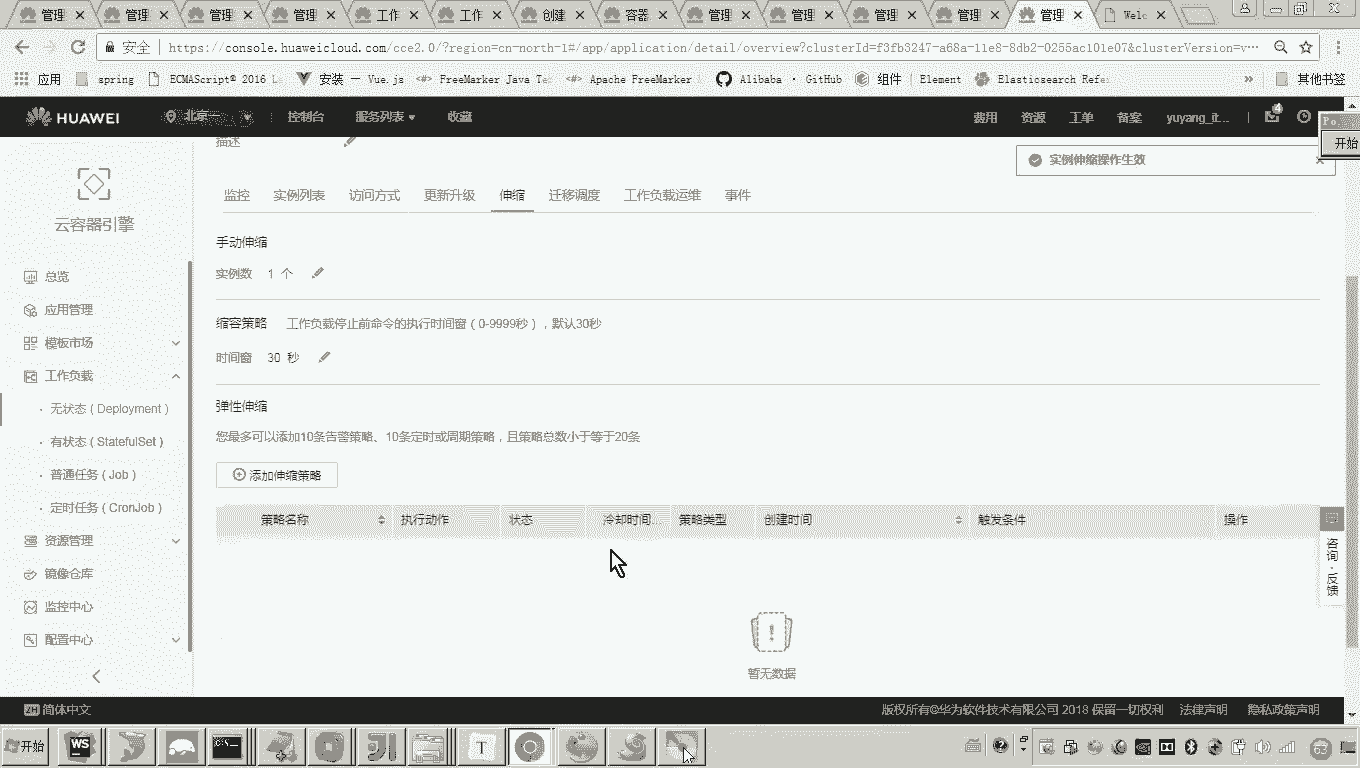 管理 管理 管理 管理 工作 工作 创建 容器 管理 管理 管理 管理 管理 Welc
安全 https://console.huaweicloud.com/cce2.0/?region=cn-north-1#/app/application/detail/overview?clusterId=f3fb3247-a68a-11e8-8db2-0255ac101e07&clusterVersion=v…
应用 spring ECMAScript® 2016 安装 — Vue.js FreeMarker Java Apache FreeMarker Alibaba · GitHub 组件 Element Elasticsearch 其他书签
HUAWEI 北京一 控制台 服务列表 收藏 费用 资源 工单 备案 yuyang_it... 4
开始
描述
实例伸缩操作生效
云容器引擎
监控 实例列表 访问方式 更新升级 伸缩 迁移调度 工作负载运维 事件
手动伸缩
实例数 1 个
缩容策略 工作负载停止前命令的执行时间窗（0-9999秒），默认30秒
时间窗 30 秒
弹性伸缩
您最多可以添加10条告警策略、10条定时或周期策略，且策略总数小于等于20条
添加伸缩策略
策略名称 执行动作 状态 冷却时间... 策略类型 创建时间 触发条件 操作
暂无数据
总览
应用管理
模板市场
工作负载
· 无状态（Deployment）
· 有状态（StatefulSet）
· 普通任务（Job）
· 定时任务（CronJob）
资源管理
镜像仓库
监控中心
配置中心
咨询·反馈
简体中文 版权所有©华为软件技术有限公司 2018 保留一切权利 法律声明 隐私政策声明
开始 WS C:\ T 62